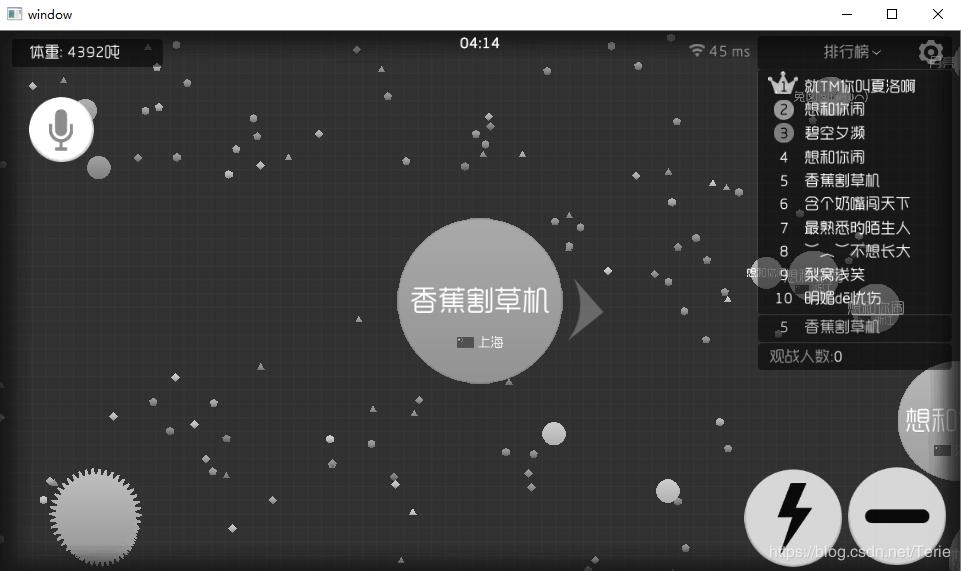 window
体重: 4392吨
04:14
45 ms
排行榜
1 就TM你叫夏洛啊
2 想和你闹
3 碧空夕濒
4 想和你闹
5 香蕉割草机
6 含个奶嘴闯天下
7 最熟悉旳陌生人
8 不想长大
9 梨窝浅笑
10 明媚dei忧伤
5 香蕉割草机
观战人数:0
香蕉割草机
上海
想和
https://blog.csdn.net/Terie